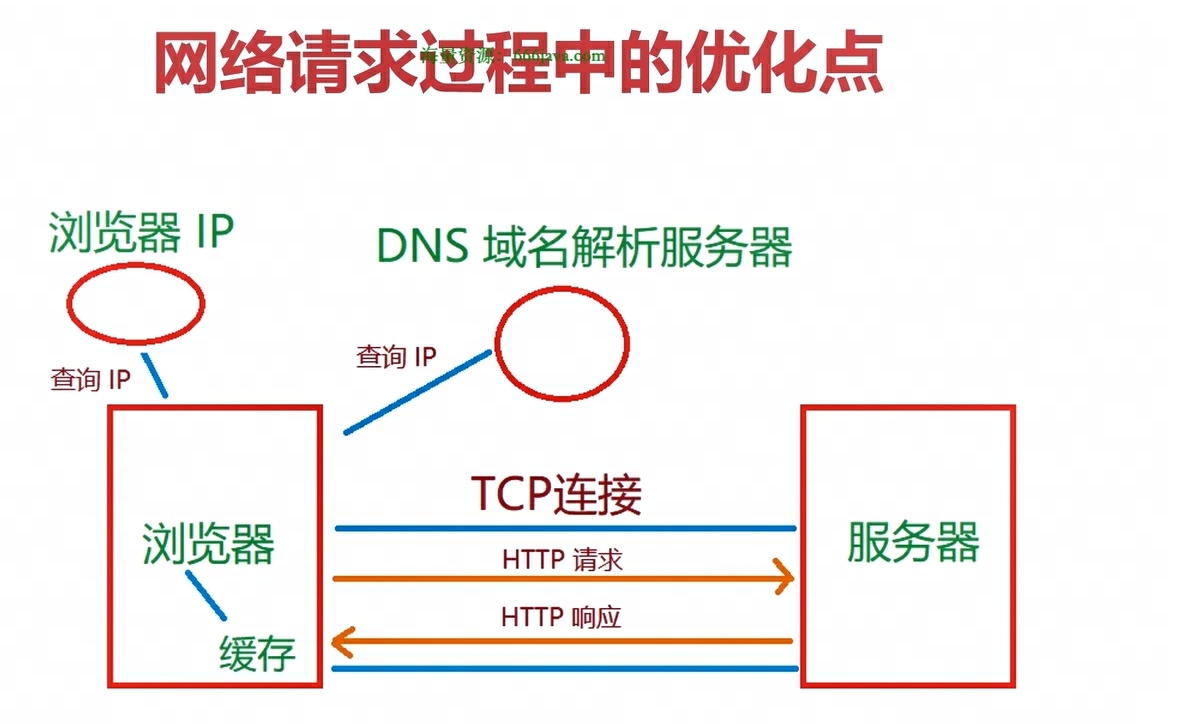 网络请求过程中的优化点
海量资源：666java.com
浏览器 IP
DNS 域名解析服务器
查询 IP
查询 IP
TCP连接
HTTP 请求
浏览器
服务器
HTTP 响应
缓存